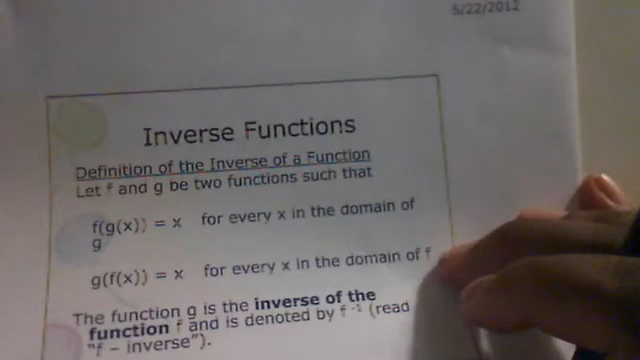 5/22/2012
Inverse Functions
Definition of the Inverse of a Function
Let f and g be two functions such that
f(g(x)) = x for every x in the domain of
g
g(f(x)) = x for every x in the domain of f
The function g is the inverse of the
function f and is denoted by f ⁻¹ (read
"f – inverse").